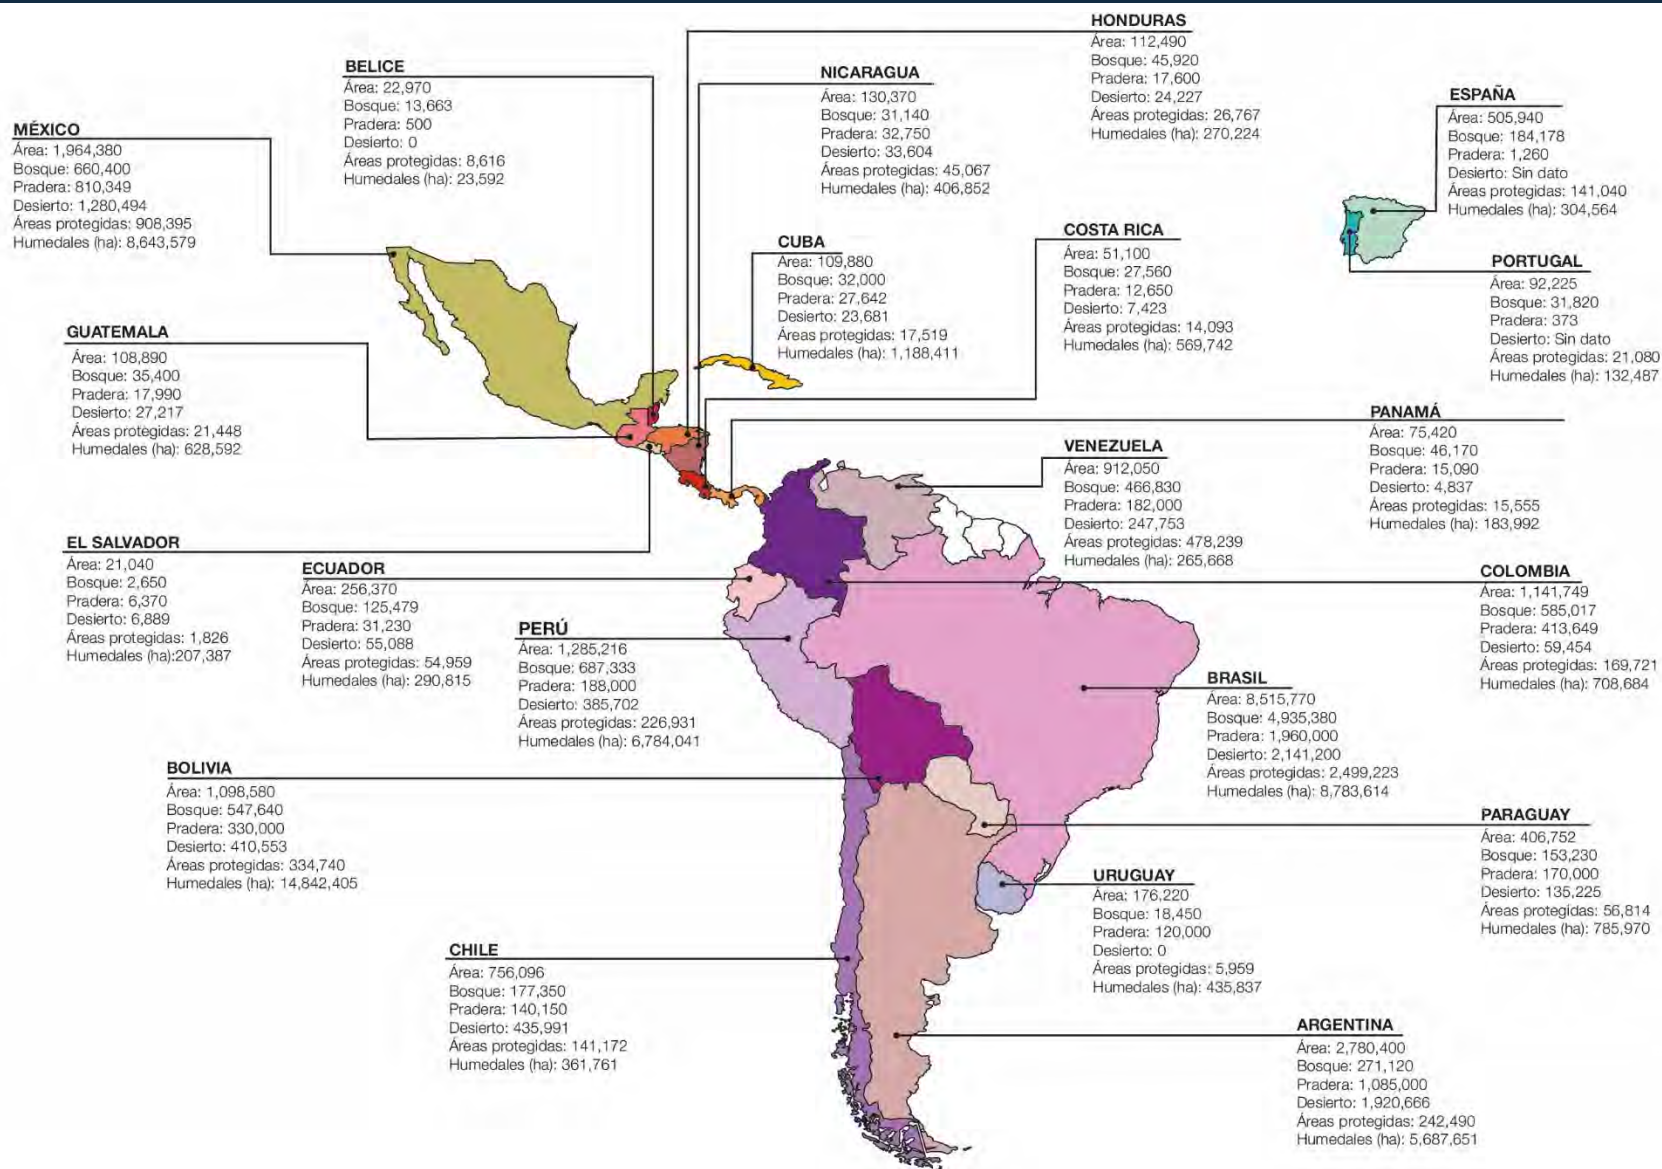 HONDURAS
Área: 112,490
Bosque: 45,920
Pradera: 17,600
Desierto: 24,227
Áreas protegidas: 26,767
Humedales (ha): 270,224
BELICE
Área: 22,970
Bosque: 13,663
Pradera: 500
Desierto: 0
Áreas protegidas: 8,616
Humedales (ha): 23,592
NICARAGUA
Área: 130,370
Bosque: 31,140
Pradera: 32,750
Desierto: 33,604
Áreas protegidas: 45,067
Humedales (ha): 406,852
ESPAÑA
Área: 505,940
Bosque: 184,178
Pradera: 1,260
Desierto: Sin dato
Áreas protegidas: 141,040
Humedales (ha): 304,564
MÉXICO
Área: 1,964,380
Bosque: 660,400
Pradera: 810,349
Desierto: 1,280,494
Áreas protegidas: 908,395
Humedales (ha): 8,643,579
CUBA
Área: 109,880
Bosque: 32,000
Pradera: 27,642
Desierto: 23,681
Áreas protegidas: 17,519
Humedales (ha): 1,188,411
COSTA RICA
Área: 51,100
Bosque: 27,560
Pradera: 12,650
Desierto: 7,423
Áreas protegidas: 14,093
Humedales (ha): 569,742
PORTUGAL
Área: 92,225
Bosque: 31,820
Pradera: 373
Desierto: Sin dato
Áreas protegidas: 21,080
Humedales (ha): 132,487
GUATEMALA
Área: 108,890
Bosque: 35,400
Pradera: 17,990
Desierto: 27,217
Áreas protegidas: 21,448
Humedales (ha): 628,592
PANAMÁ
Área: 75,420
Bosque: 46,170
Pradera: 15,090
Desierto: 4,837
Áreas protegidas: 15,555
Humedales (ha): 183,992
VENEZUELA
Área: 912,050
Bosque: 466,830
Pradera: 182,000
Desierto: 247,753
Áreas protegidas: 478,239
Humedales (ha): 265,668
EL SALVADOR
Área: 21,040
Bosque: 2,650
Pradera: 6,370
Desierto: 6,889
Áreas protegidas: 1,826
Humedales (ha):207,387
ECUADOR
Área: 256,370
Bosque: 125,479
Pradera: 31,230
Desierto: 55,088
Áreas protegidas: 54,959
Humedales (ha): 290,815
COLOMBIA
Área: 1,141,749
Bosque: 585,017
Pradera: 413,649
Desierto: 59,454
Áreas protegidas: 169,721
Humedales (ha): 708,684
PERÚ
Área: 1,285,216
Bosque: 687,333
Pradera: 188,000
Desierto: 385,702
Áreas protegidas: 226,931
Humedales (ha): 6,784,041
BRASIL
Área: 8,515,770
Bosque: 4,935,380
Pradera: 1,960,000
Desierto: 2,141,200
Áreas protegidas: 2,499,223
Humedales (ha): 8,783,614
BOLIVIA
Área: 1,098,580
Bosque: 547,640
Pradera: 330,000
Desierto: 410,553
Áreas protegidas: 334,740
Humedales (ha): 14,842,405
PARAGUAY
Área: 406,752
Bosque: 153,230
Pradera: 170,000
Desierto: 135,225
Áreas protegidas: 56,814
Humedales (ha): 785,970
URUGUAY
Área: 176,220
Bosque: 18,450
Pradera: 120,000
Desierto: 0
Áreas protegidas: 5,959
Humedales (ha): 435,837
CHILE
Área: 756,096
Bosque: 177,350
Pradera: 140,150
Desierto: 435,991
Áreas protegidas: 141,172
Humedales (ha): 361,761
ARGENTINA
Área: 2,780,400
Bosque: 271,120
Pradera: 1,085,000
Desierto: 1,920,666
Áreas protegidas: 242,490
Humedales (ha): 5,687,651